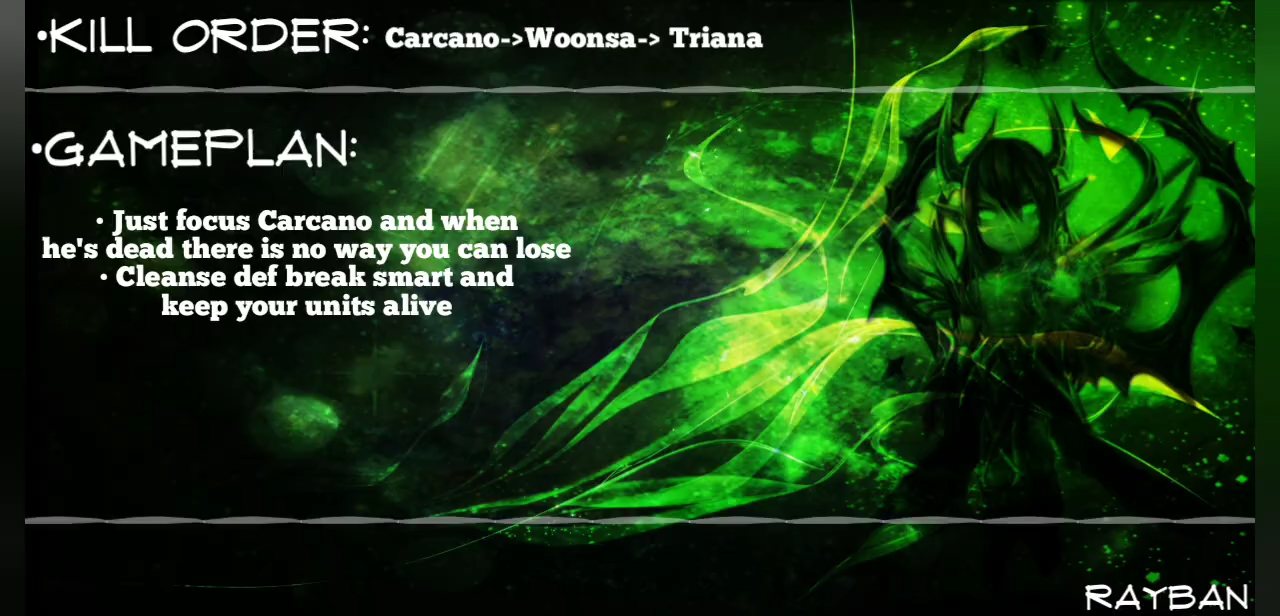 •KILL ORDER: Carcano->Woonsa-> Triana
•GAMEPLAN:
• Just focus Carcano and when
he's dead there is no way you can lose
• Cleanse def break smart and
keep your units alive
RAYBAN